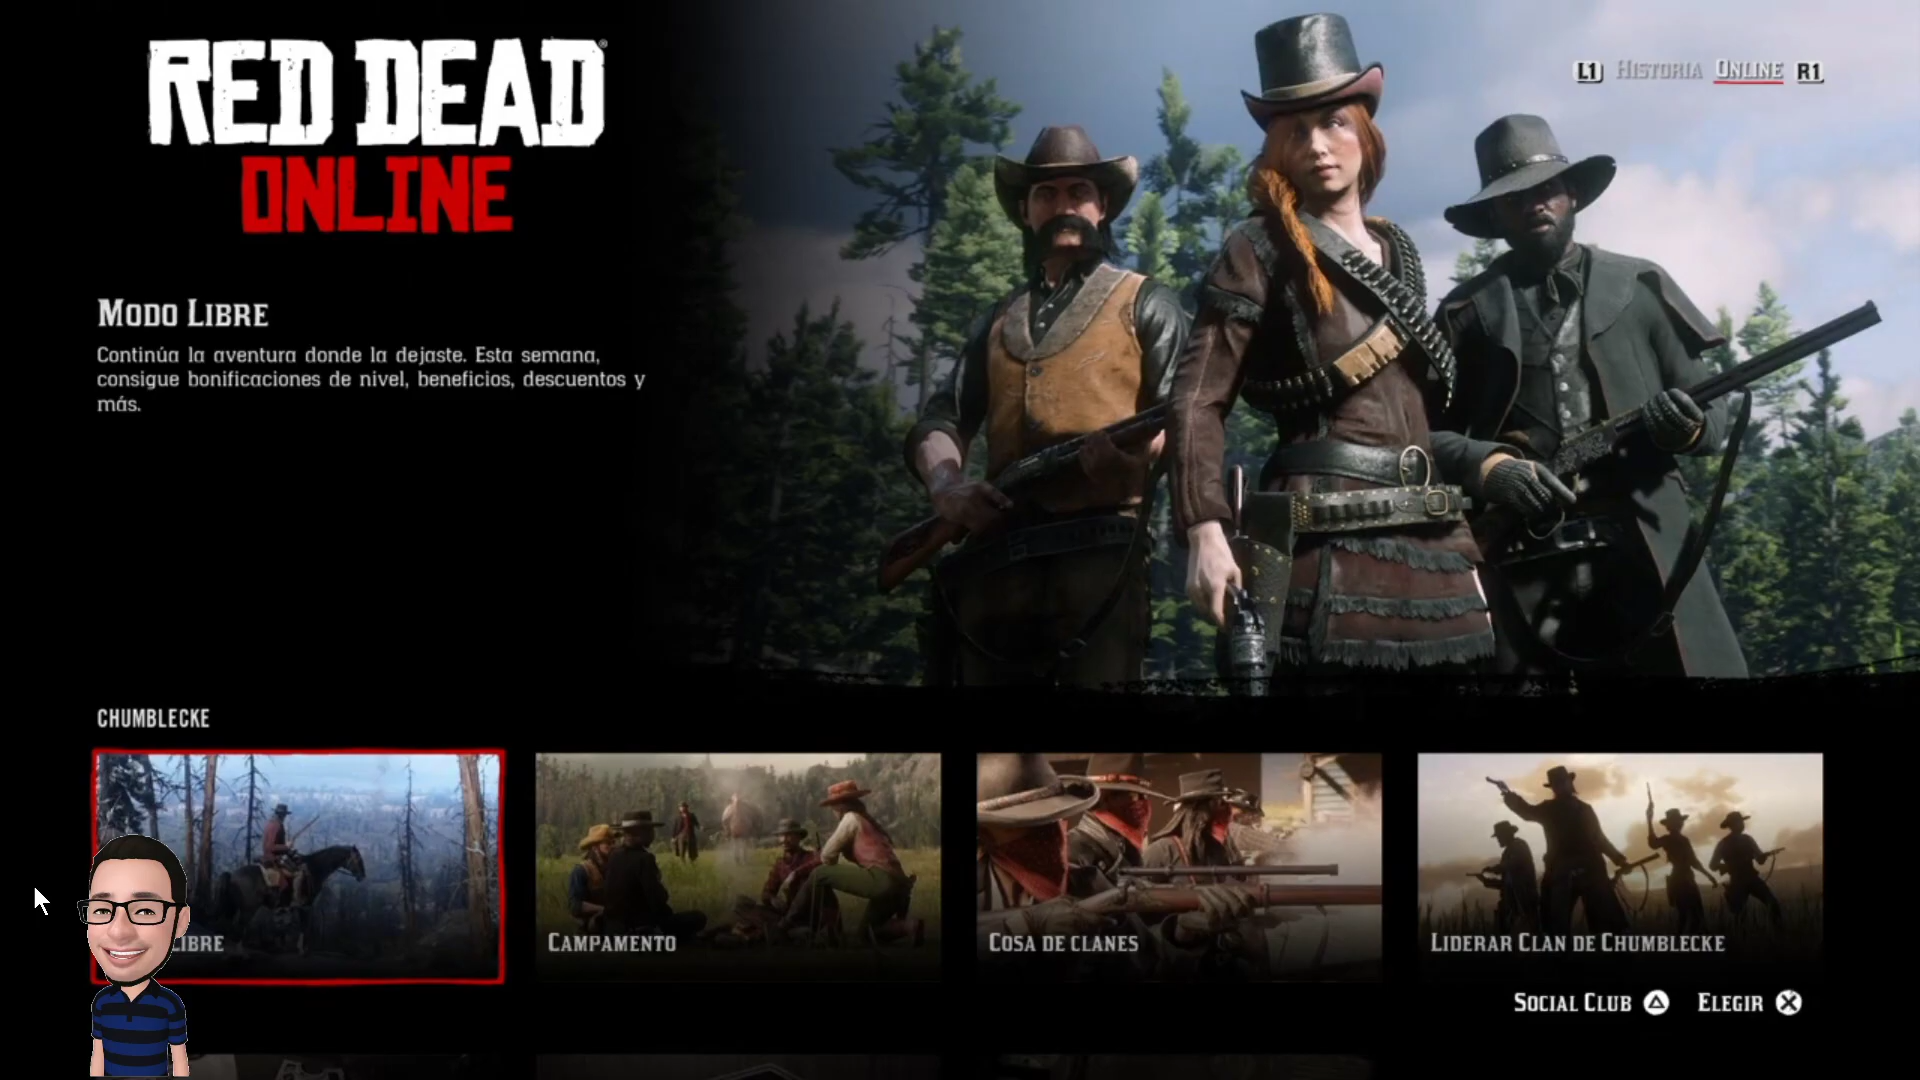 RED DEAD®
ONLINE
L1 HISTORIA ONLINE R1
MODO LIBRE
Continúa la aventura donde la dejaste. Esta semana,
consigue bonificaciones de nivel, beneficios, descuentos y
más.
CHUMBLECKE
LIBRE
CAMPAMENTO
COSA DE CLANES
LIDERAR CLAN DE CHUMBLECKE
SOCIAL CLUB
ELEGIR